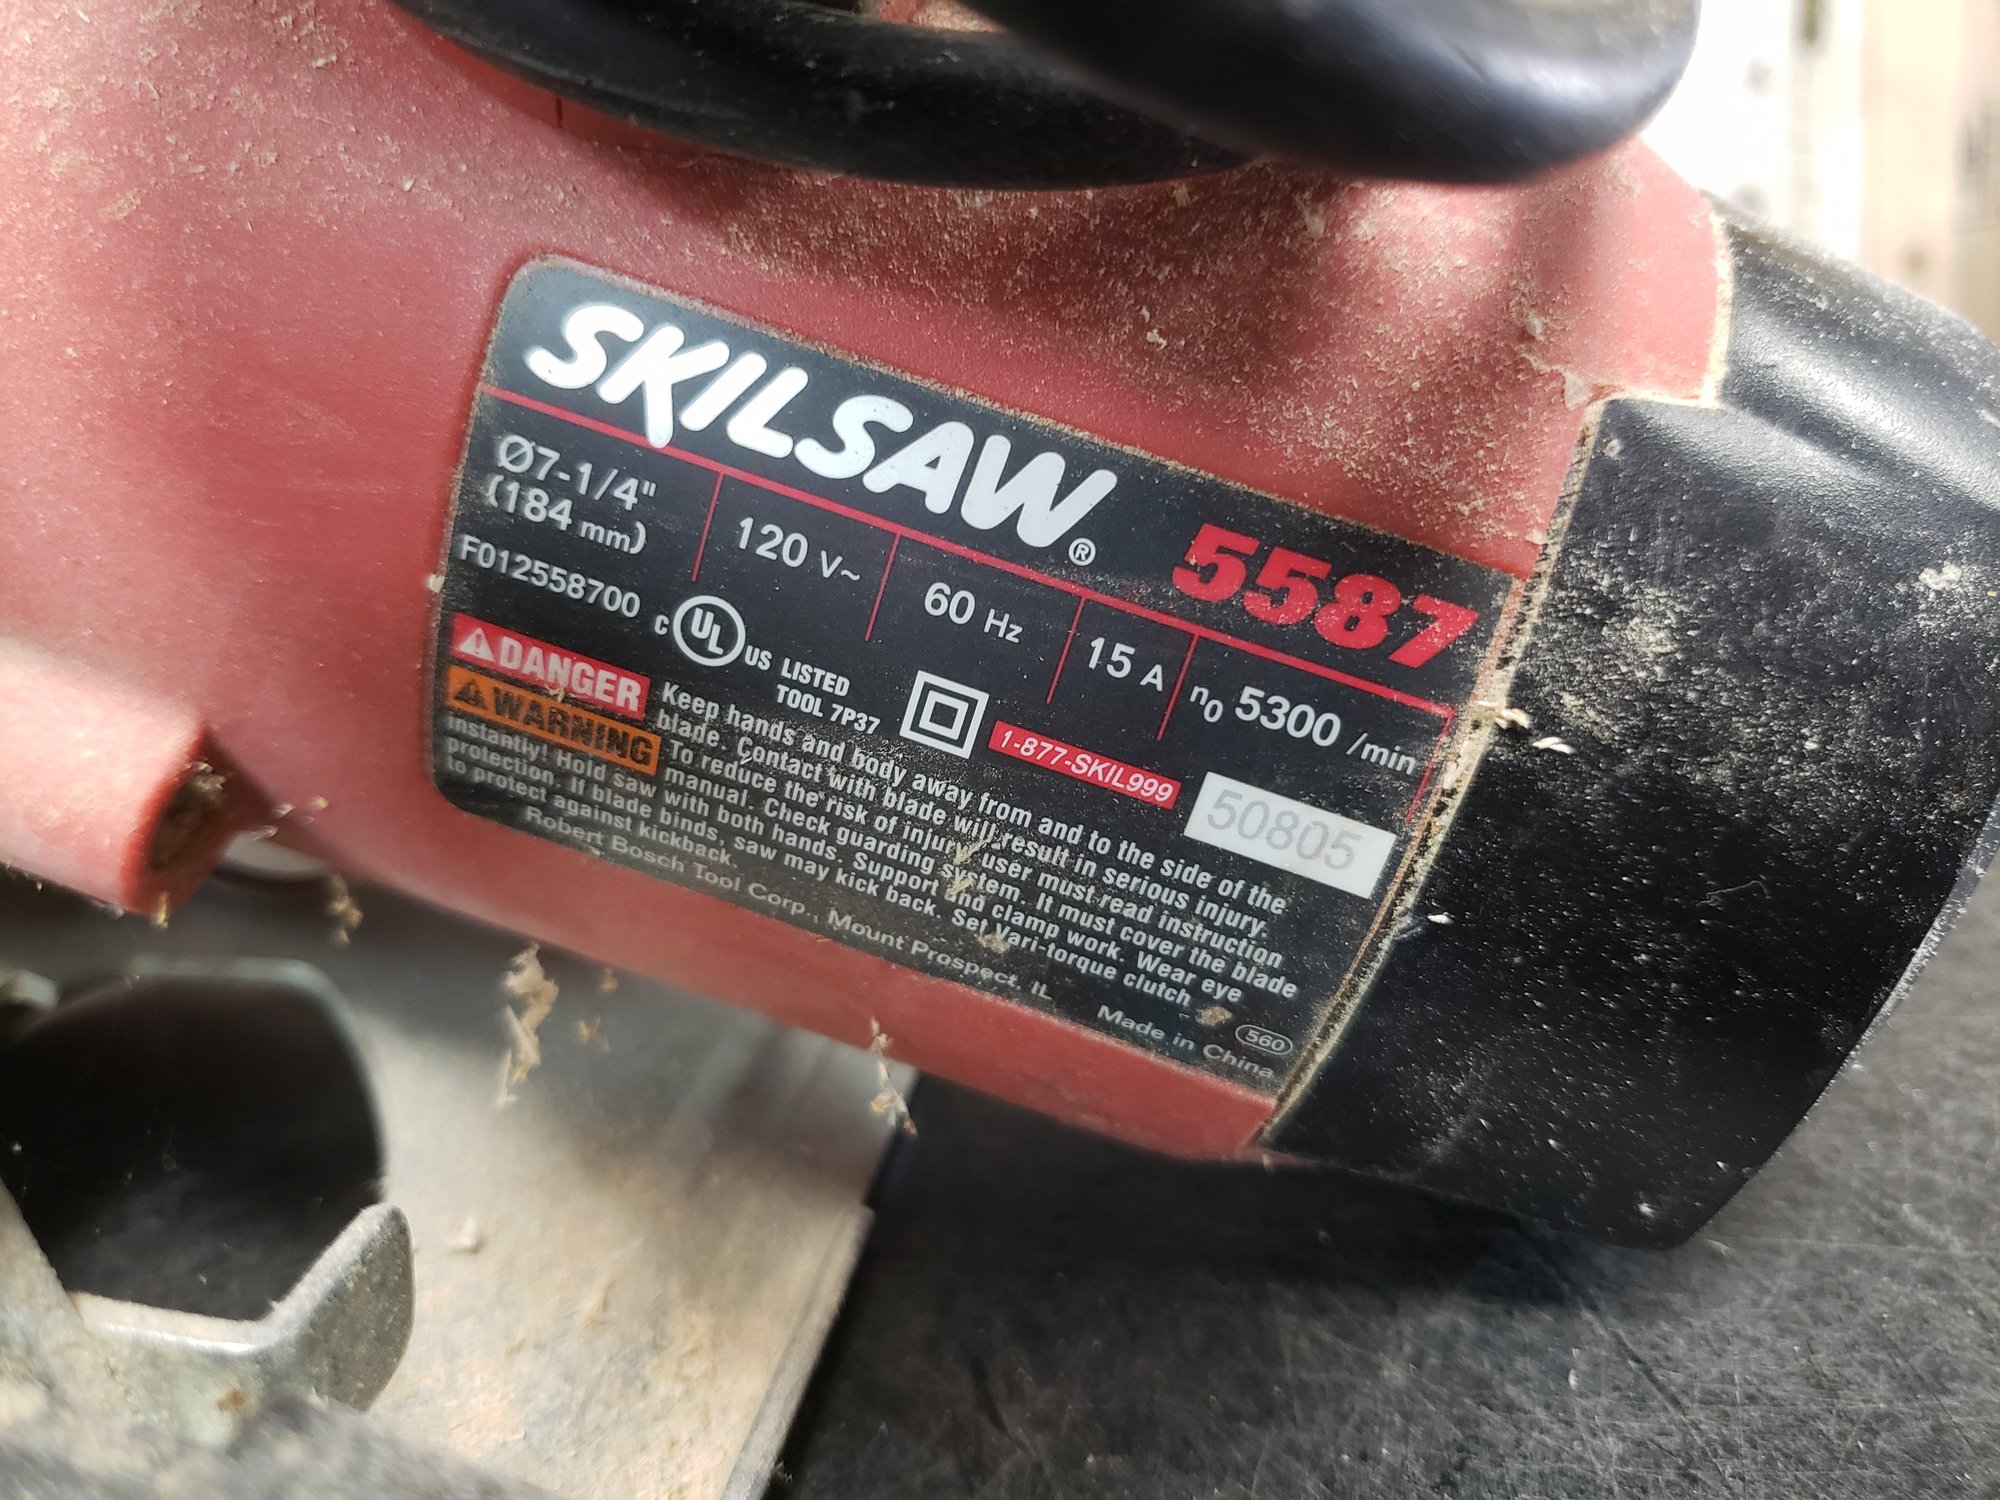 SKILSAW® 5587
Ø7-1/4"
(184 mm)
120 V~
60 Hz
15 A
n0 5300 /min
F012558700
C UL US LISTED
TOOL 7P37
1-877-SKIL999
50805
DANGER Keep hands and body away from and to the side of the
blade. Contact with blade will result in serious injury.
WARNING To reduce the risk of injury, user must read instruction
manual. Check guarding system. It must cover the blade
instantly! Hold saw with both hands. Support and clamp work. Wear eye
protection. If blade binds, saw may kick back. Set Vari-torque clutch
to protect against kickback.
Robert Bosch Tool Corp., Mount Prospect, IL
560
Made in China